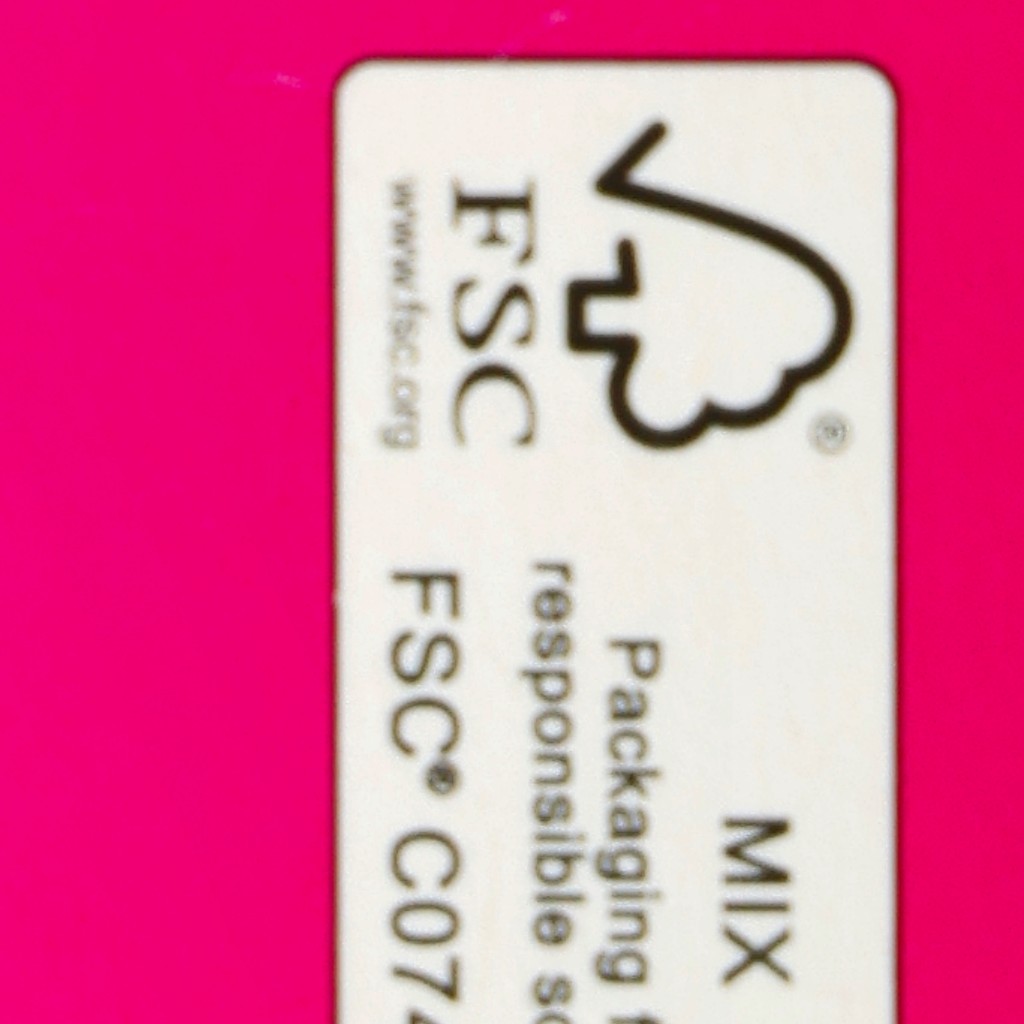 ®
FSC
www.fsc.org
MIX
Packaging
responsible
FSC® C07